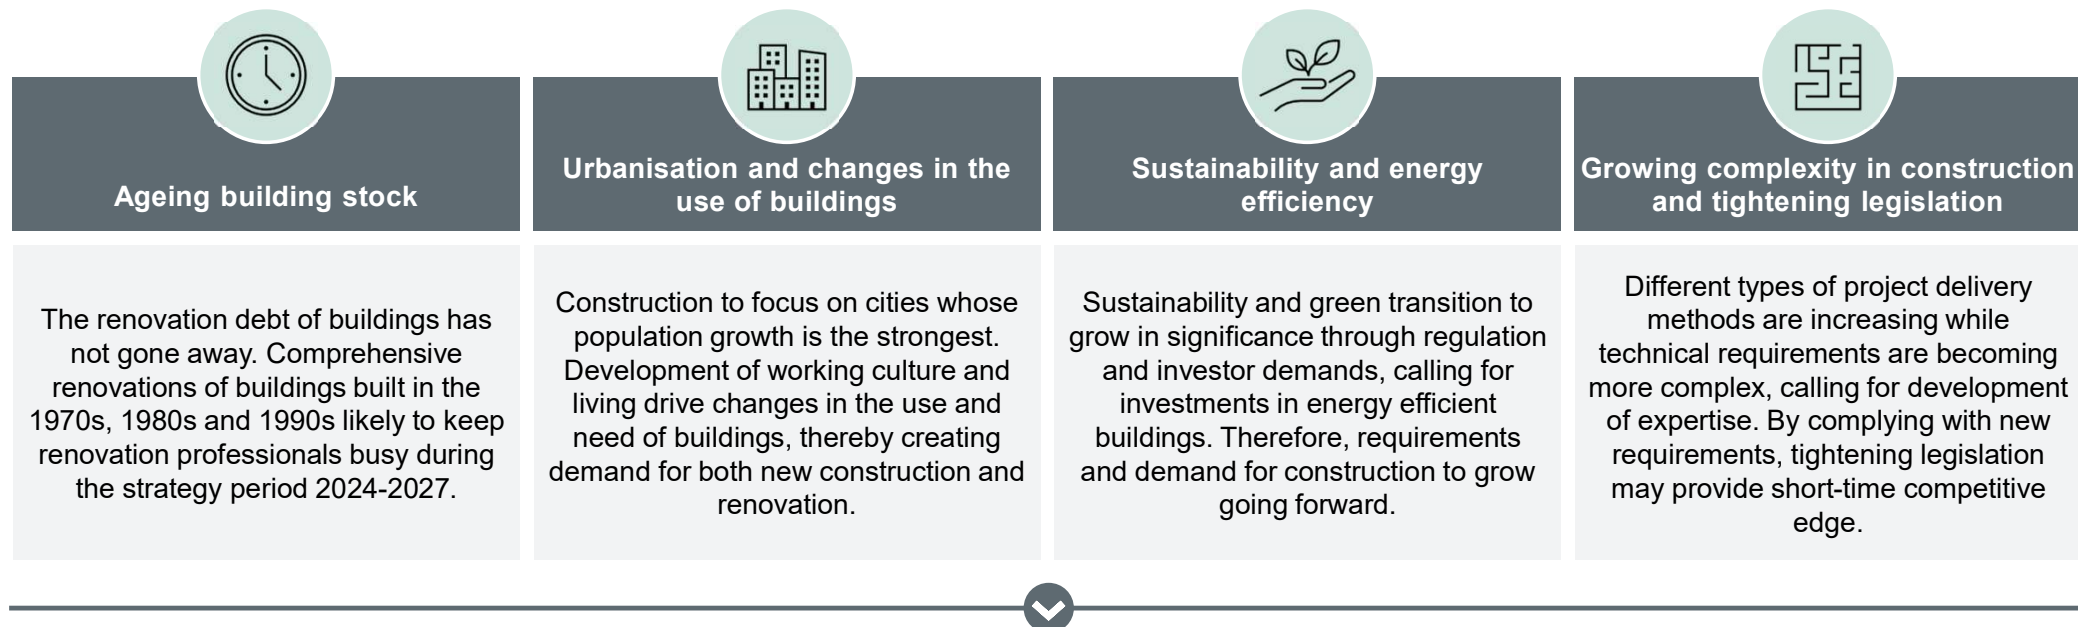 Ageing building stock
The renovation debt of buildings has
not gone away. Comprehensive
renovations of buildings built in the
1970s, 1980s and 1990s likely to keep
renovation professionals busy during
the strategy period 2024-2027.
Urbanisation and changes in the
use of buildings
Construction to focus on cities whose
population growth is the strongest.
Development of working culture and
living drive changes in the use and
need of buildings, thereby creating
demand for both new construction and
renovation.
Sustainability and energy
efficiency
Sustainability and green transition to
grow in significance through regulation
and investor demands, calling for
investments in energy efficient
buildings. Therefore, requirements
and demand for construction to grow
going forward.
Growing complexity in construction
and tightening legislation
Different types of project delivery
methods are increasing while
technical requirements are becoming
more complex, calling for development
of expertise. By complying with new
requirements, tightening legislation
may provide short-time competitive
edge.